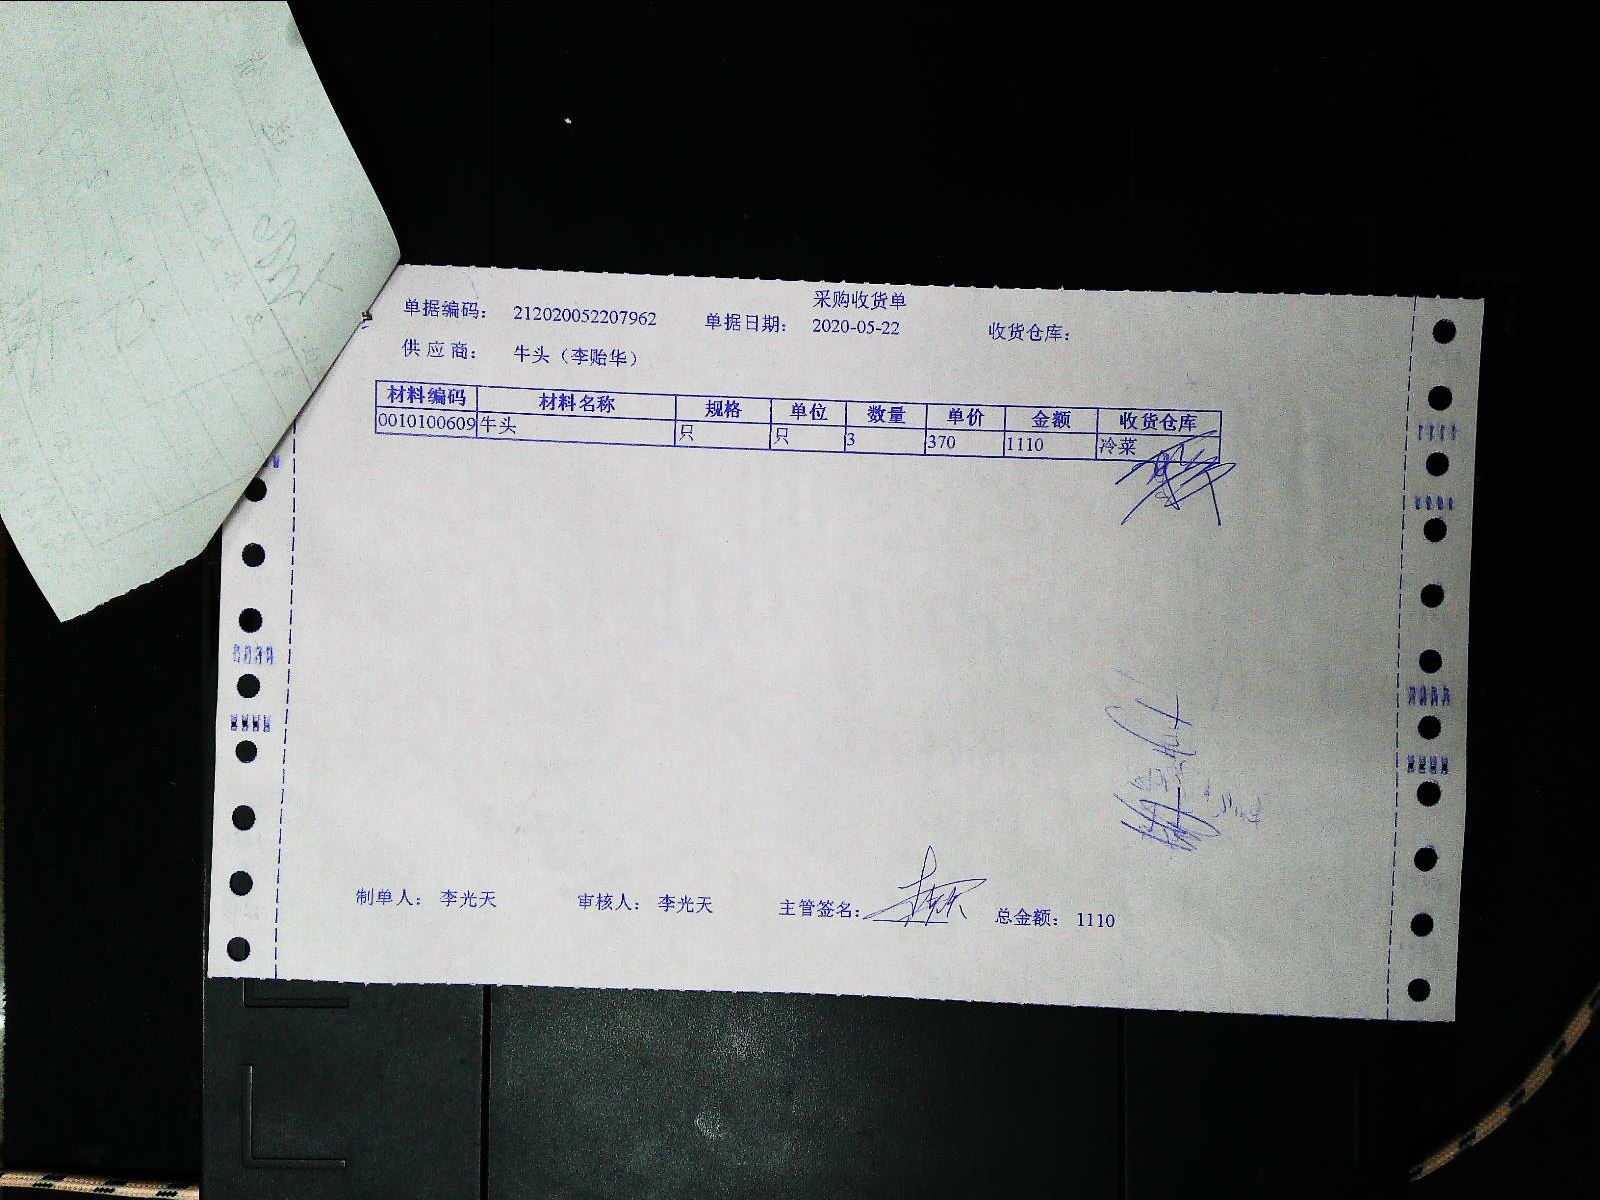 采购收货单
单据编码： 212020052207962 单据日期： 2020-05-22 收货仓库：
供 应 商： 牛头（李贻华）
材料编码 材料名称 规格 单位 数量 单价 金额 收货仓库
0010100609 牛头 只 只 3 370 1110 冷菜
制单人： 李光天 审核人： 李光天 主管签名： 总金额： 1110